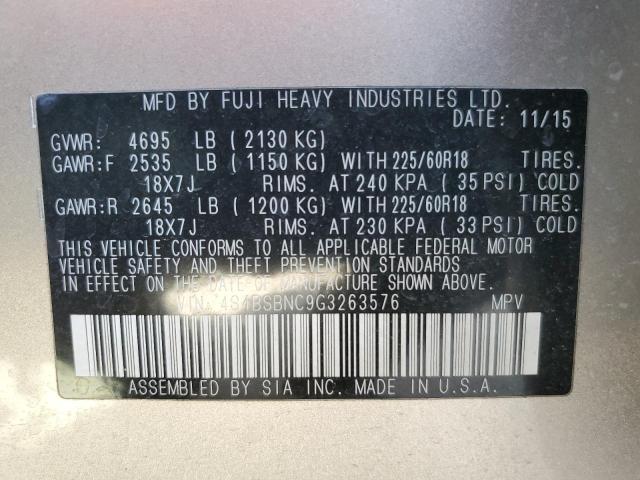 MFD BY FUJI HEAVY INDUSTRIES LTD.
DATE: 11/15
GVWR: 4695 LB ( 2130 KG)
GAWR:F 2535 LB ( 1150 KG) WITH 225/60R18 TIRES.
18X7J RIMS. AT 240 KPA ( 35 PSI) COLD
GAWR:R 2645 LB ( 1200 KG) WITH 225/60R18 TIRES.
18X7J RIMS. AT 230 KPA ( 33 PSI) COLD
THIS VEHICLE CONFORMS TO ALL APPLICABLE FEDERAL MOTOR
VEHICLE SAFETY AND THEFT PREVENTION STANDARDS
IN EFFECT ON THE DATE OF MANUFACTURE SHOWN ABOVE.
VIN: 4S4BSBNC9G3263576 MPV
ASSEMBLED BY SIA INC. MADE IN U.S.A.